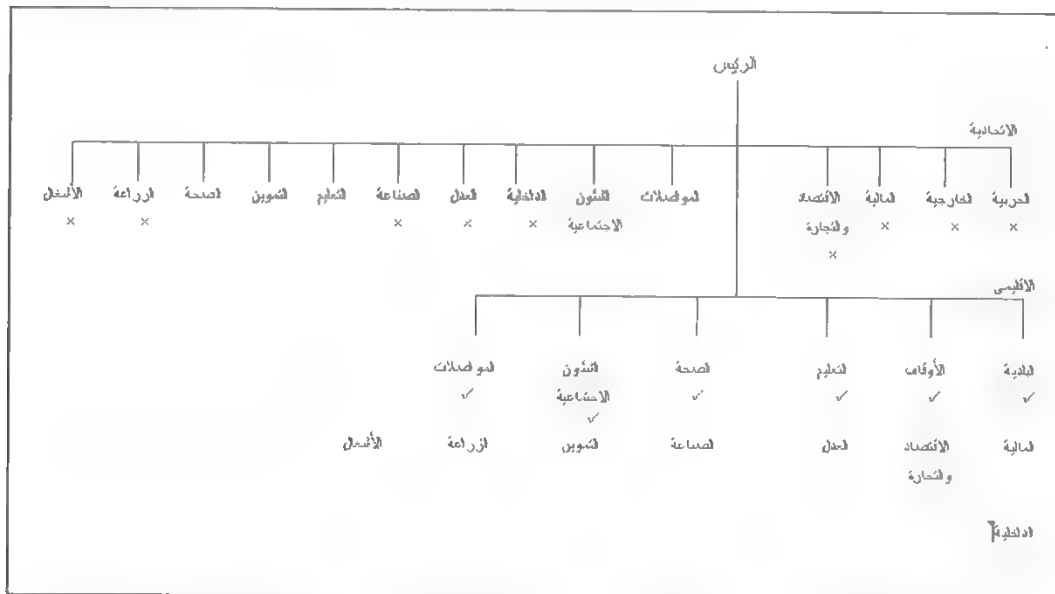 الرئيس
الاتحادية
الحربية الخارجية المالية الاقتصاد المواصلات الشئون الداخلية العدل الصناعة التعليم التموين الصحة الزراعة الأشغال
× × × والتجارة الاجتماعية × × × × ×
×
الاقليمى
البلدية الأوقاف التعليم الصحة الشئون المواصلات
✓ ✓ ✓ ✓ الاجتماعية ✓
✓
المالية الاقتصاد العدل الصناعة التموين الزراعة الأشغال
والتجارة
الداخلية